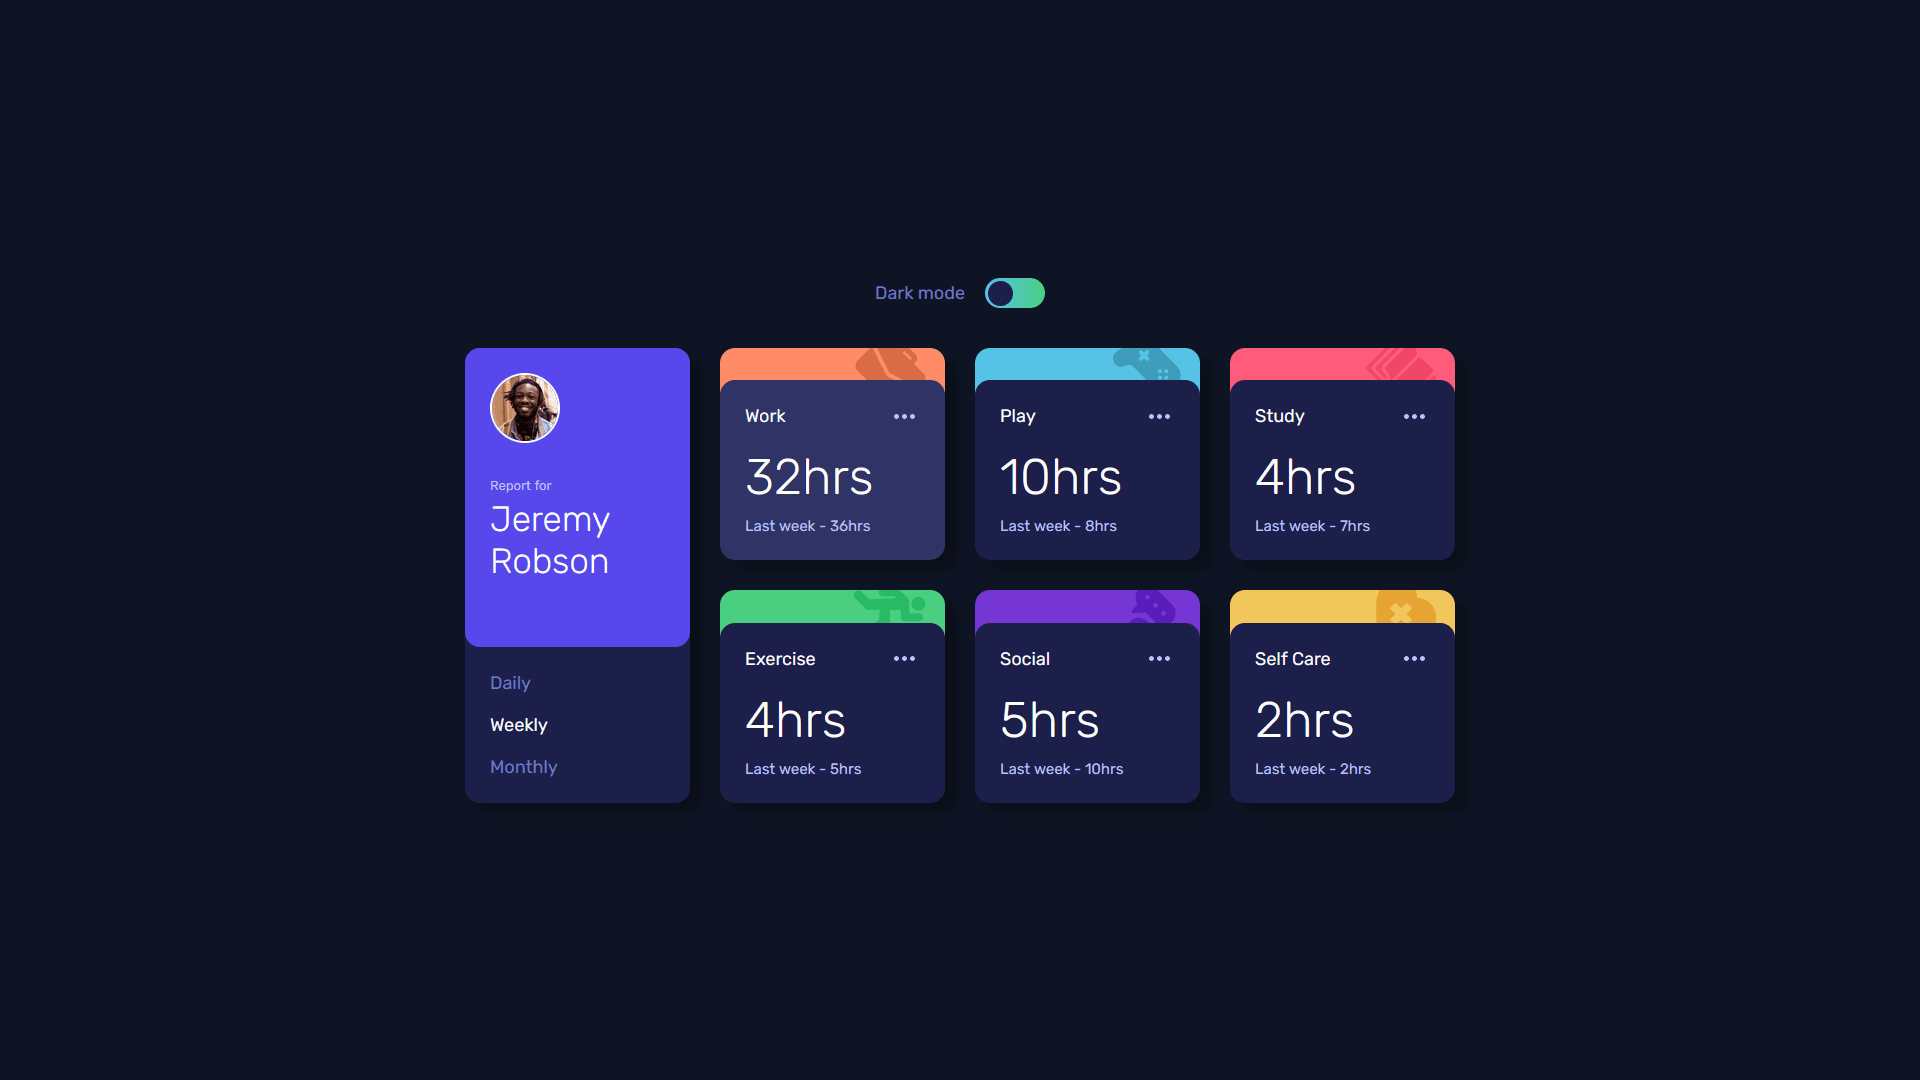 Dark mode
Report for
Jeremy
Robson
Daily
Weekly
Monthly
Work
32hrs
Last week - 36hrs
Play
10hrs
Last week - 8hrs
Study
4hrs
Last week - 7hrs
Exercise
4hrs
Last week - 5hrs
Social
5hrs
Last week - 10hrs
Self Care
2hrs
Last week - 2hrs